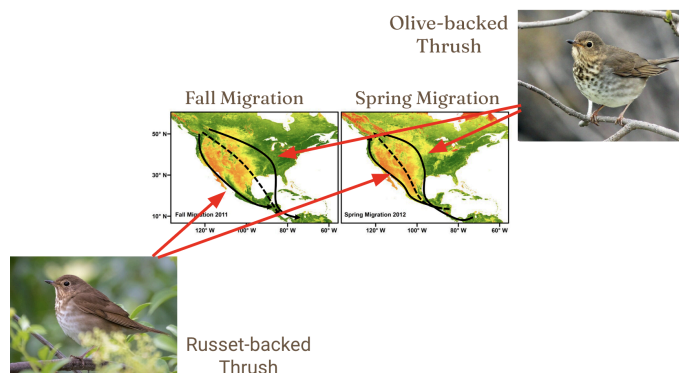 Olive-backed
Thrush
Fall Migration
Spring Migration
50° N
30° N
10° N
Fall Migration 2011
Spring Migration 2012
120° W
100° W
80° W
60° W
120° W
100° W
80° W
60° W
Russet-backed
Thrush